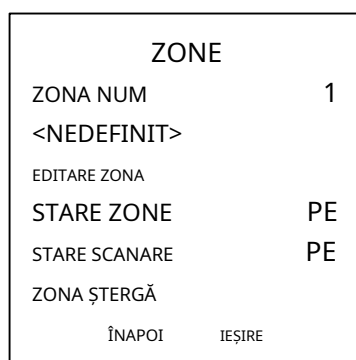 ZONE
ZONA NUM 1
<NEDEFINIT>
EDITARE ZONA
STARE ZONE PE
STARE SCANARE PE
ZONA ȘTERGĂ
ÎNAPOI IEȘIRE